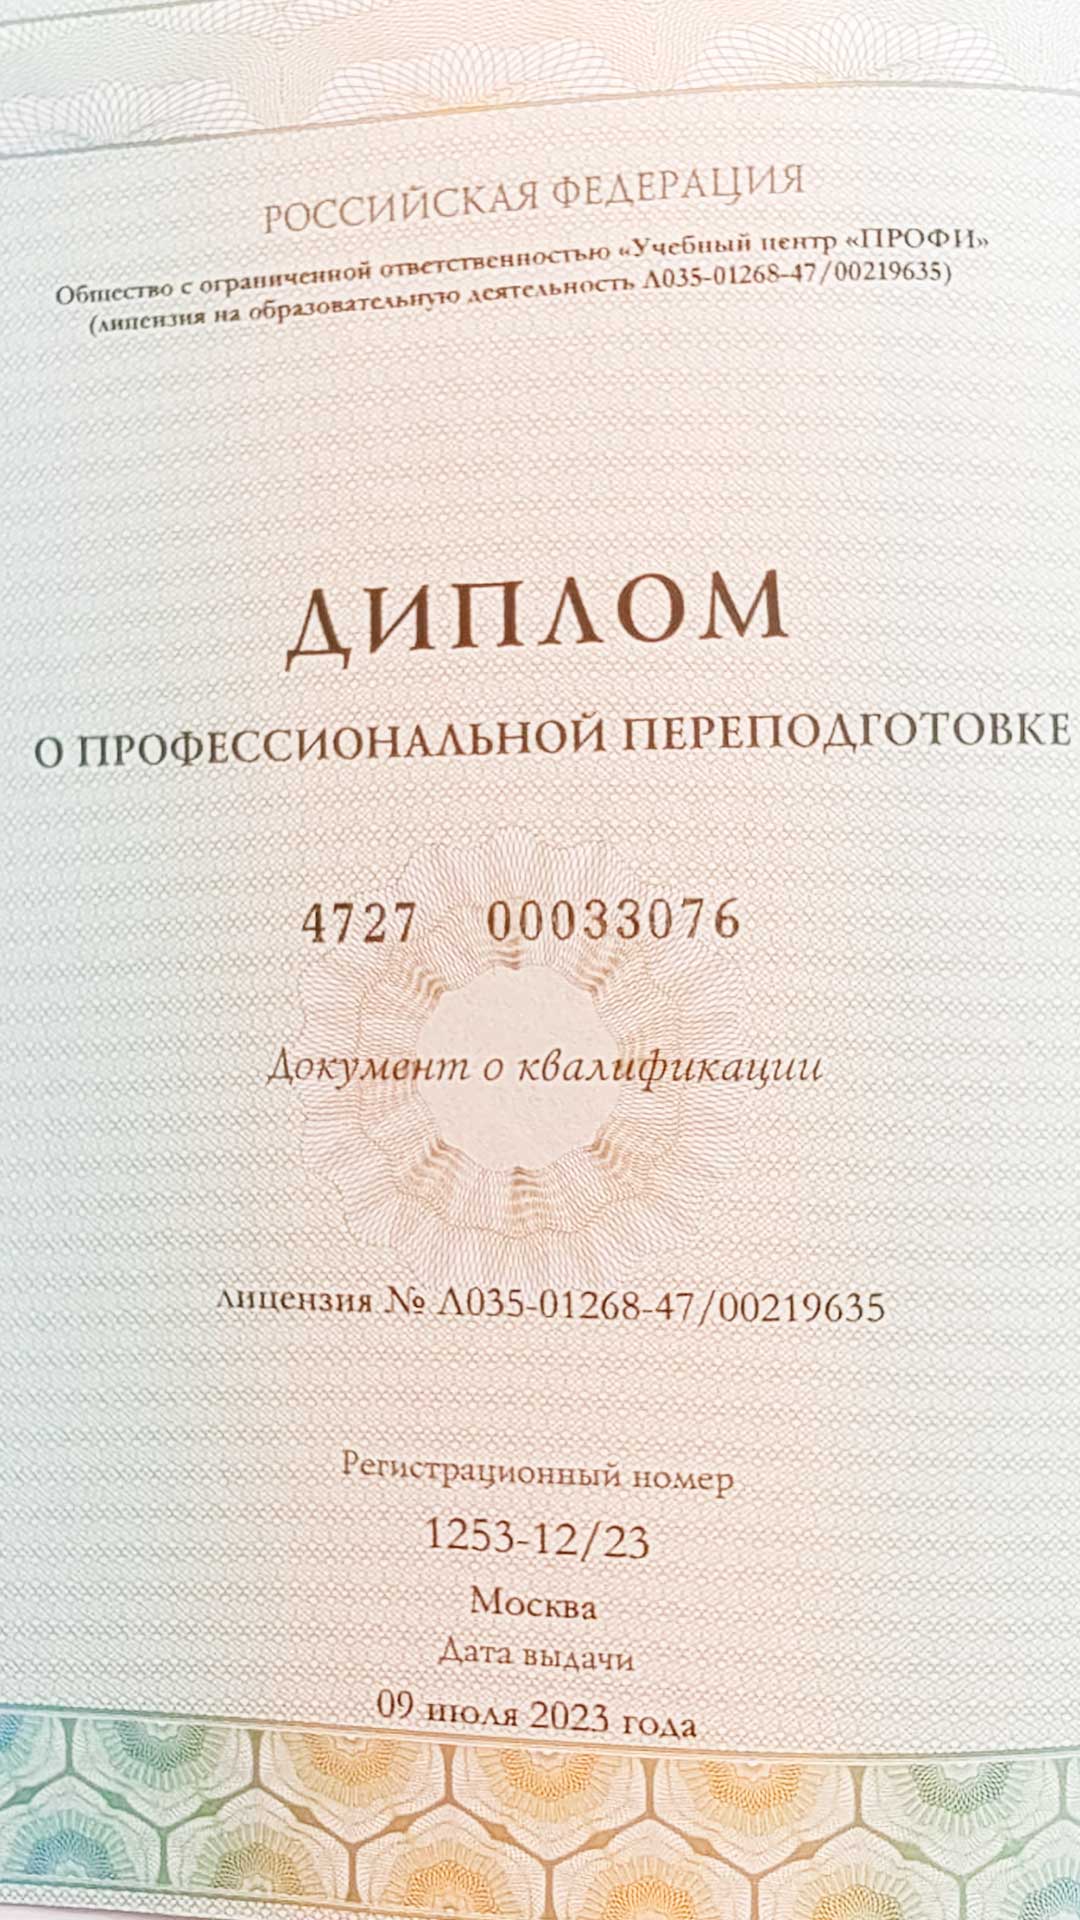 РОССИЙСКАЯ ФЕДЕРАЦИЯ
Общество с ограниченной ответственностью «Учебный центр «ПРОФИ»
(лицензия на образовательную деятельность Л035-01268-47/00219635)
ДИПЛОМ
О ПРОФЕССИОНАЛЬНОЙ ПЕРЕПОДГОТОВКЕ
4727 00033076
Документ о квалификации
лицензия № Л035-01268-47/00219635
Регистрационный номер
1253-12/23
Москва
Дата выдачи
09 июля 2023 года